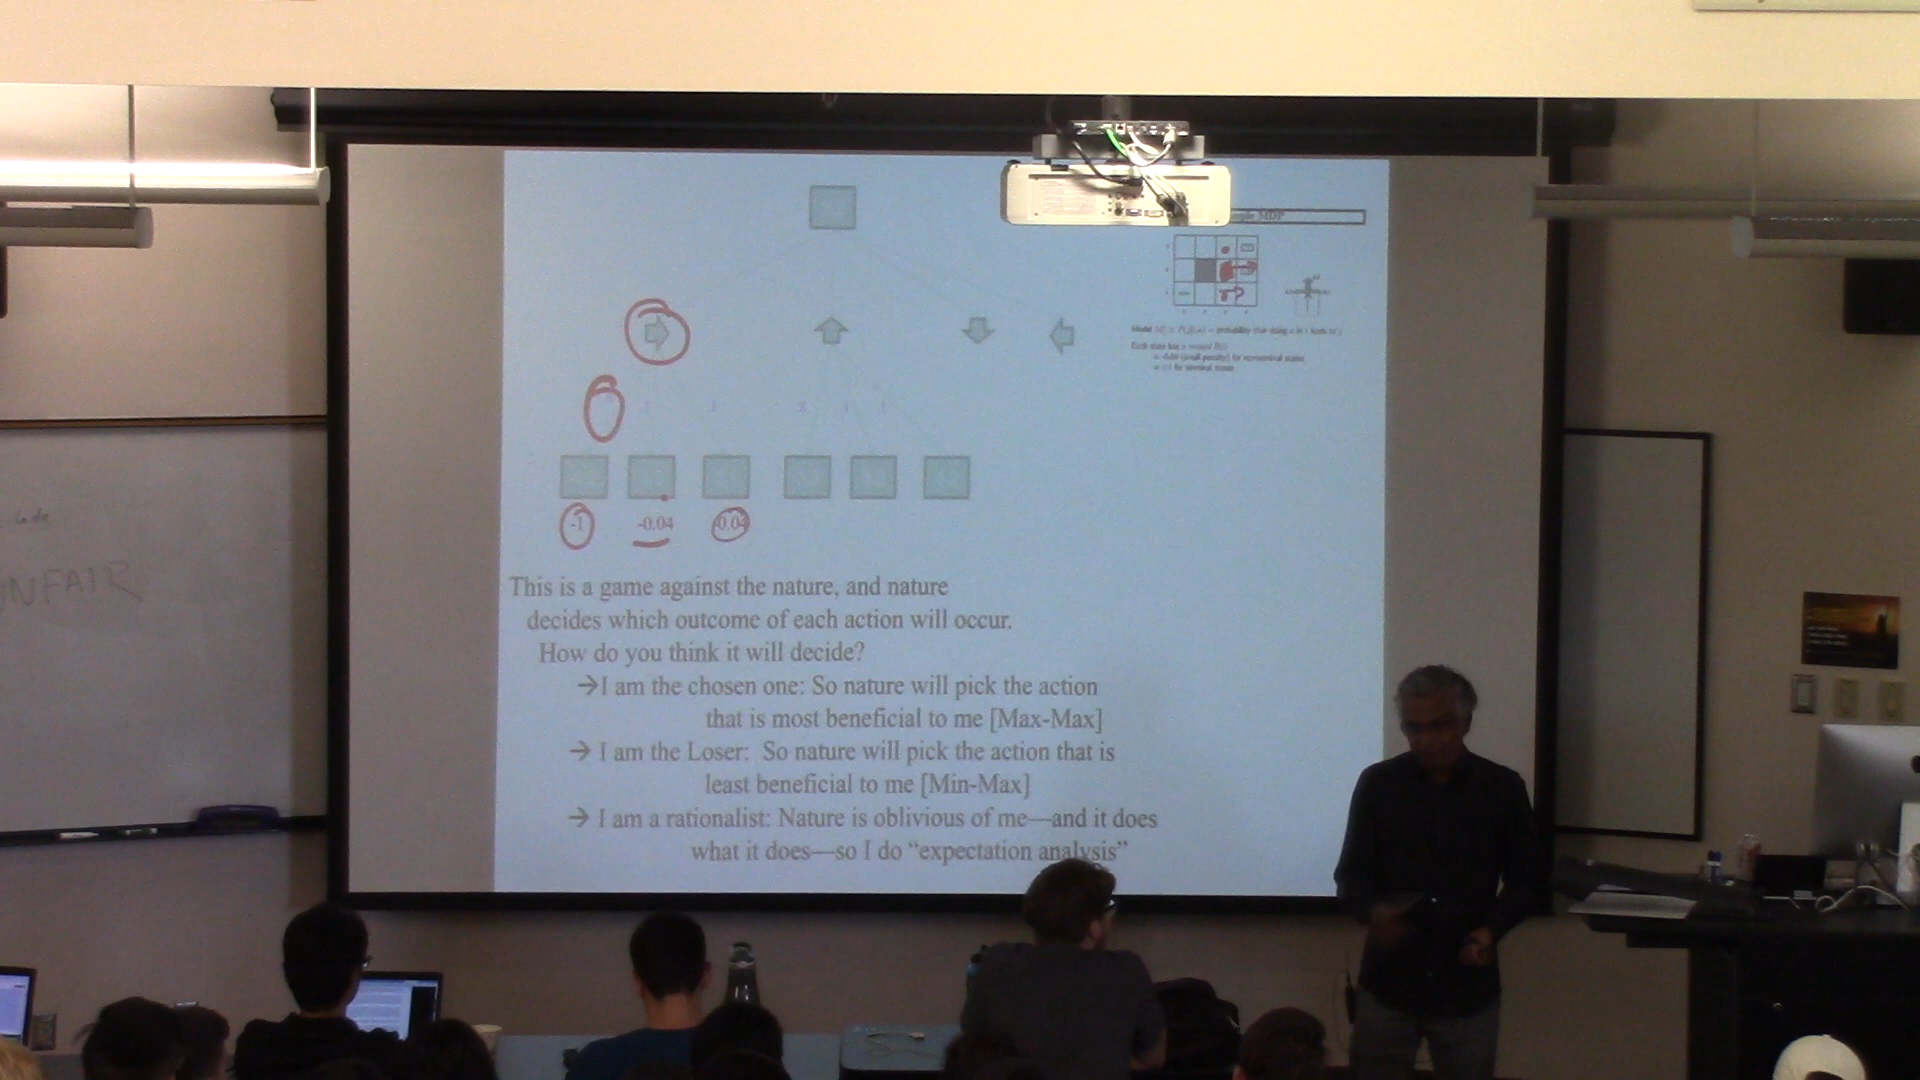 MDP
-1 -0.04 -0.04
This is a game against the nature, and nature
decides which outcome of each action will occur.
How do you think it will decide?
→I am the chosen one: So nature will pick the action
that is most beneficial to me [Max-Max]
→ I am the Loser: So nature will pick the action that is
least beneficial to me [Min-Max]
→ I am a rationalist: Nature is oblivious of me—and it does
what it does—so I do “expectation analysis”
UNFAIR